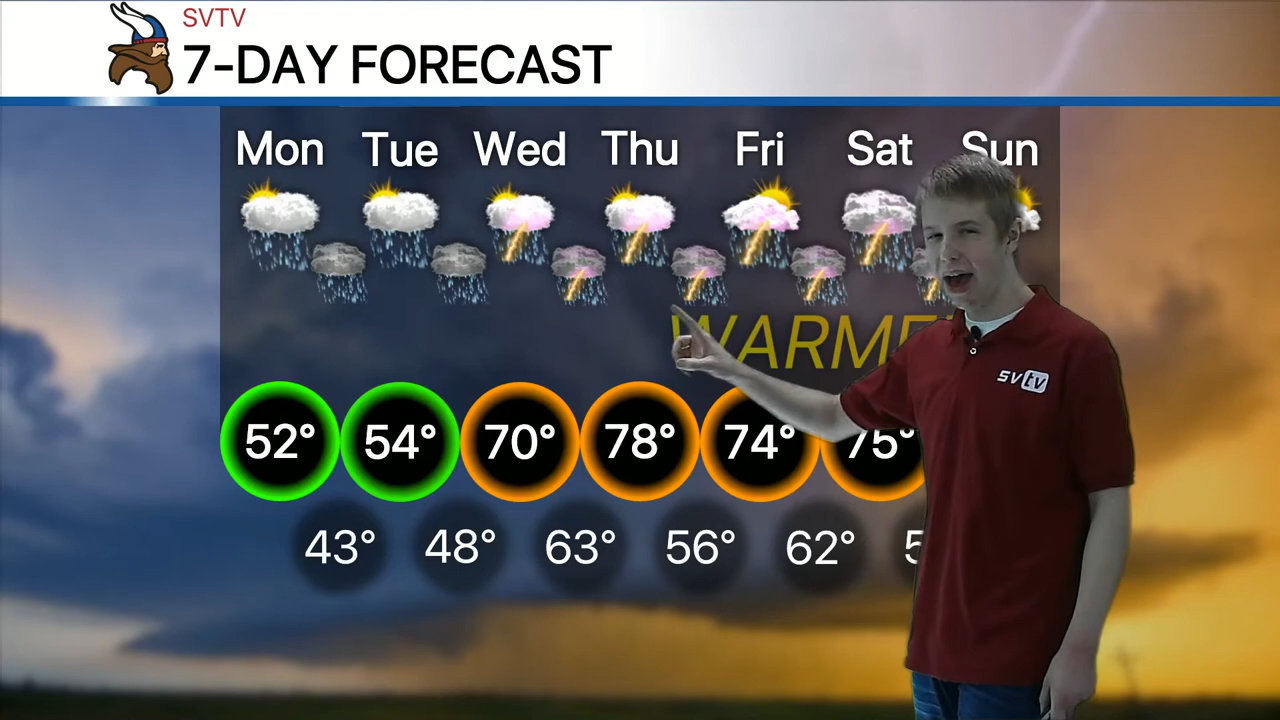 SVTV
7-DAY FORECAST
Mon Tue Wed Thu Fri Sat Sun
52° 54° 70° 78° 74° 75°
43° 48° 63° 56° 62°
SVtv